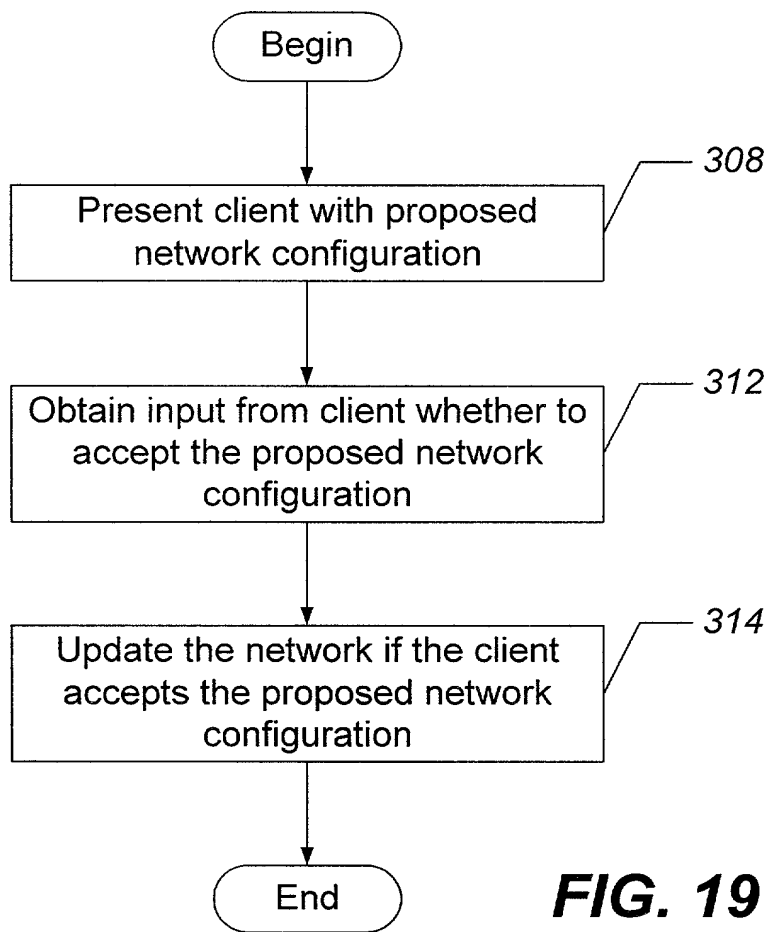 Begin
308
Present client with proposed
network configuration
312
Obtain input from client whether to
accept the proposed network
configuration
314
Update the network if the client
accepts the proposed network
configuration
End
FIG. 19